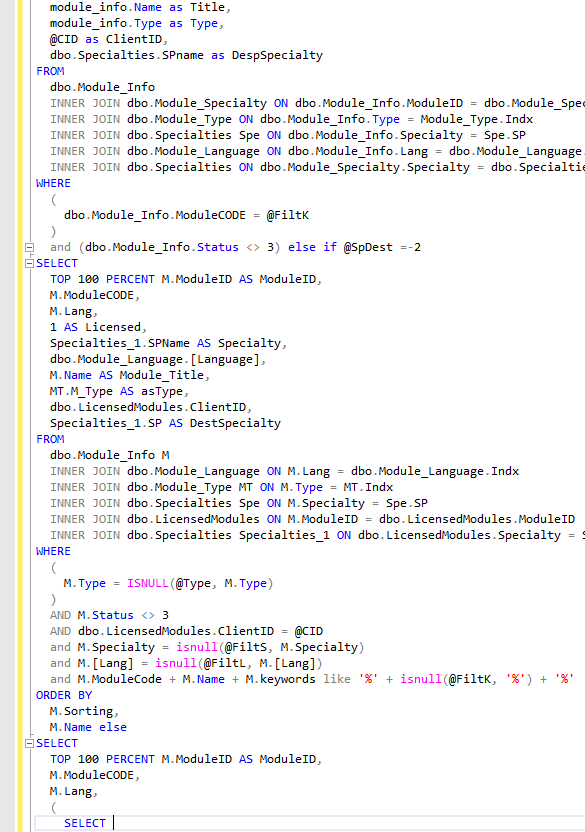 module_info.Name as Title,
module_info.Type as Type,
@CID as ClientID,
dbo.Specialties.SPname as DespSpecialty
FROM
dbo.Module_Info
INNER JOIN dbo.Module_Specialty ON dbo.Module_Info.ModuleID = dbo.Module_Spe
INNER JOIN dbo.Module_Type ON dbo.Module_Info.Type = Module_Type.Indx
INNER JOIN dbo.Specialties Spe ON dbo.Module_Info.Specialty = Spe.SP
INNER JOIN dbo.Module_Language ON dbo.Module_Info.Lang = dbo.Module_Language.
INNER JOIN dbo.Specialties ON dbo.Module_Specialty.Specialty = dbo.Specialtie
WHERE
(
dbo.Module_Info.ModuleCODE = @FiltK
)
and (dbo.Module_Info.Status <> 3) else if @SpDest =-2
SELECT
TOP 100 PERCENT M.ModuleID AS ModuleID,
M.ModuleCODE,
M.Lang,
1 AS Licensed,
Specialties_1.SPName AS Specialty,
dbo.Module_Language.[Language],
M.Name AS Module_Title,
MT.M_Type AS asType,
dbo.LicensedModules.ClientID,
Specialties_1.SP AS DestSpecialty
FROM
dbo.Module_Info M
INNER JOIN dbo.Module_Language ON M.Lang = dbo.Module_Language.Indx
INNER JOIN dbo.Module_Type MT ON M.Type = MT.Indx
INNER JOIN dbo.Specialties Spe ON M.Specialty = Spe.SP
INNER JOIN dbo.LicensedModules ON M.ModuleID = dbo.LicensedModules.ModuleID
INNER JOIN dbo.Specialties Specialties_1 ON dbo.LicensedModules.Specialty = S
WHERE
(
M.Type = ISNULL(@Type, M.Type)
)
AND M.Status <> 3
AND dbo.LicensedModules.ClientID = @CID
and M.Specialty = isnull(@FiltS, M.Specialty)
and M.[Lang] = isnull(@FiltL, M.[Lang])
and M.ModuleCode + M.Name + M.keywords like '%' + isnull(@FiltK, '%') + '%'
ORDER BY
M.Sorting,
M.Name else
SELECT
TOP 100 PERCENT M.ModuleID AS ModuleID,
M.ModuleCODE,
M.Lang,
(
SELECT